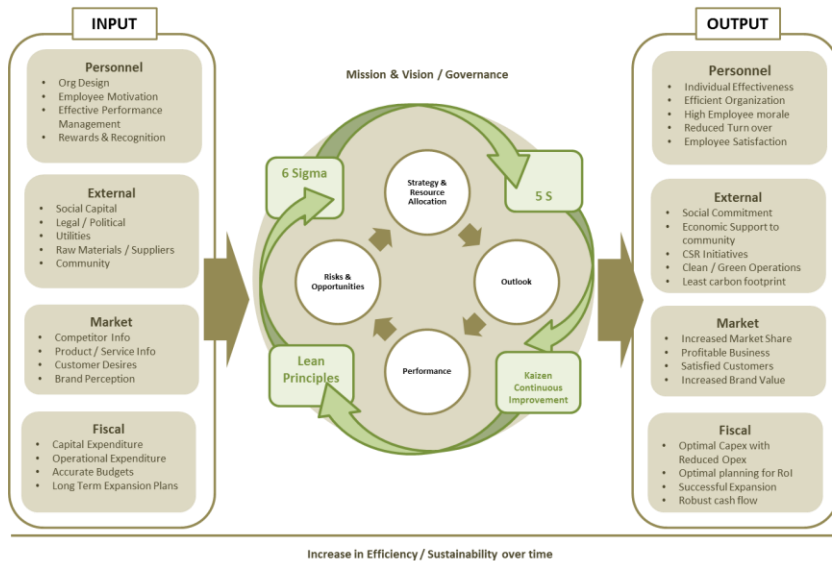 INPUT
Personnel
• Org Design
• Employee Motivation
• Effective Performance
Management
• Rewards & Recognition
External
• Social Capital
• Legal / Political
• Utilities
• Raw Materials / Suppliers
• Community
Market
• Competitor Info
• Product / Service Info
• Customer Desires
• Brand Perception
Fiscal
• Capital Expenditure
• Operational Expenditure
• Accurate Budgets
• Long Term Expansion Plans
Mission & Vision / Governance
6 Sigma
5 S
Strategy &
Resource
Allocation
Risks &
Opportunities
Outlook
Performance
Lean
Principles
Kaizen
Continuous
Improvement
OUTPUT
Personnel
• Individual Effectiveness
• Efficient Organization
• High Employee morale
• Reduced Turn over
• Employee Satisfaction
External
• Social Commitment
• Economic Support to
community
• CSR Initiatives
• Clean / Green Operations
• Least carbon footprint
Market
• Increased Market Share
• Profitable Business
• Satisfied Customers
• Increased Brand Value
Fiscal
• Optimal Capex with
Reduced Opex
• Optimal planning for RoI
• Successful Expansion
• Robust cash flow
Increase in Efficiency / Sustainability over time